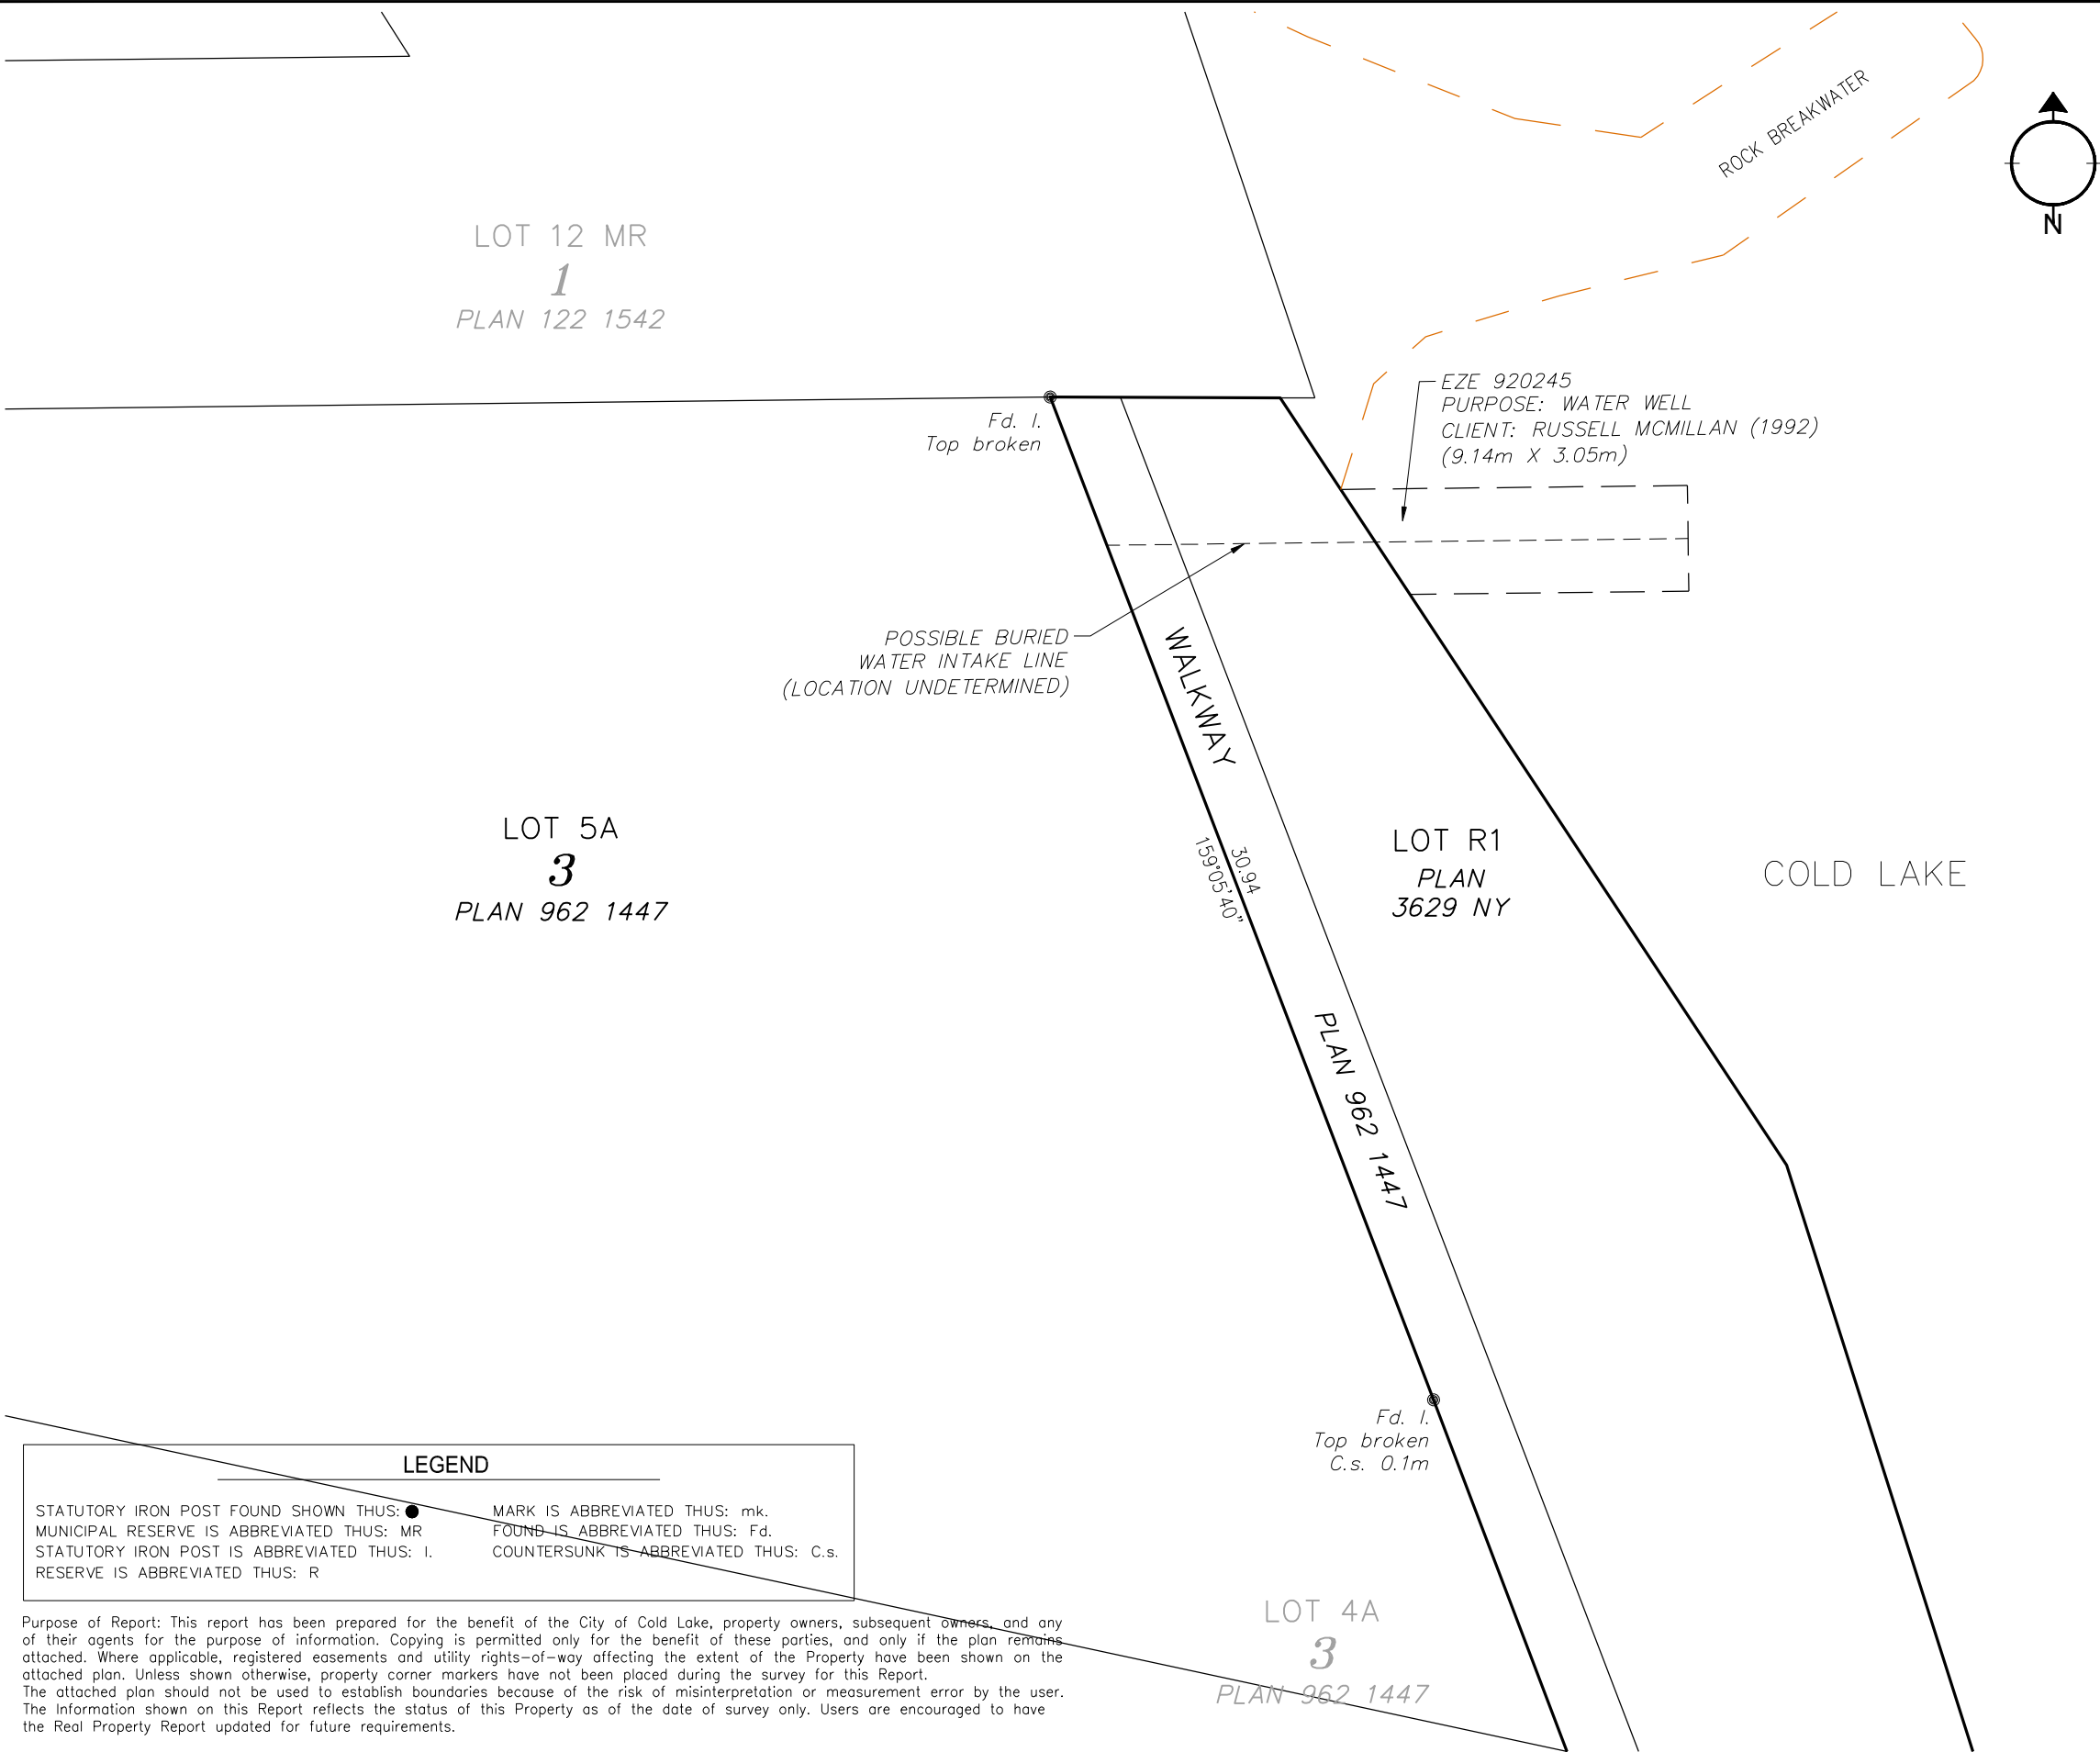 ROCK BREAKWATER
N
LOT 12 MR
1
PLAN 122 1542
EZE 920245
PURPOSE: WATER WELL
CLIENT: RUSSELL MCMILLAN (1992)
(9.14m X 3.05m)
Fd. I.
Top broken
POSSIBLE BURIED
WATER INTAKE LINE
(LOCATION UNDETERMINED)
WALKWAY
LOT 5A
3
PLAN 962 1447
30.94
159°05'40"
LOT R1
PLAN
3629 NY
COLD LAKE
PLAN 962 1447
Fd. I.
Top broken
C.s. 0.1m
LEGEND
STATUTORY IRON POST FOUND SHOWN THUS:
MUNICIPAL RESERVE IS ABBREVIATED THUS: MR
STATUTORY IRON POST IS ABBREVIATED THUS: I.
RESERVE IS ABBREVIATED THUS: R
MARK IS ABBREVIATED THUS: mk.
FOUND IS ABBREVIATED THUS: Fd.
COUNTERSUNK IS ABBREVIATED THUS: C.s.
LOT 4A
3
PLAN 962 1447
Purpose of Report: This report has been prepared for the benefit of the City of Cold Lake, property owners, subsequent owners, and any
of their agents for the purpose of information. Copying is permitted only for the benefit of these parties, and only if the plan remains
attached. Where applicable, registered easements and utility rights-of-way affecting the extent of the Property have been shown on the
attached plan. Unless shown otherwise, property corner markers have not been placed during the survey for this Report.
The attached plan should not be used to establish boundaries because of the risk of misinterpretation or measurement error by the user.
The Information shown on this Report reflects the status of this Property as of the date of survey only. Users are encouraged to have
the Real Property Report updated for future requirements.